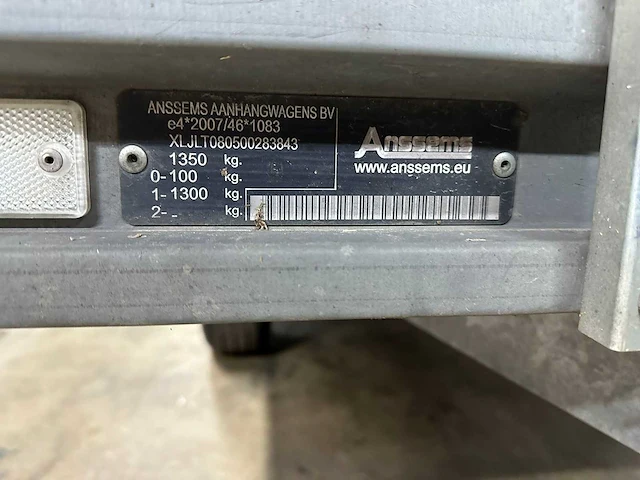 ANSSEMS AANHANGWAGENS BV
e4*2007/46*1083
XLJLT080500283843
1350 kg.
0-100 kg.
1-1300 kg.
2-- kg.
Anssems
www.anssems.eu